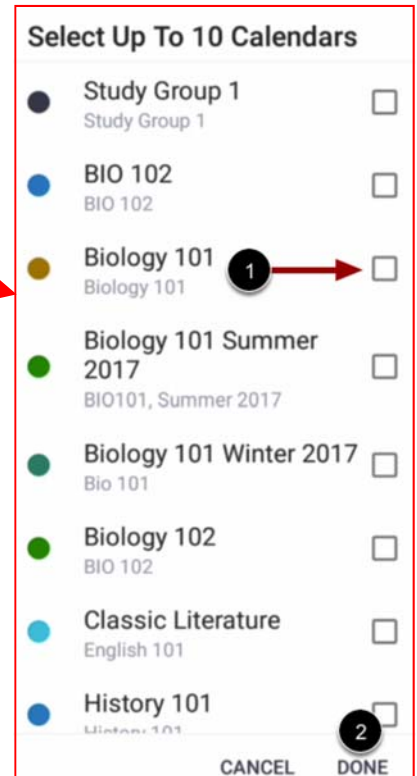 Select Up To 10 Calendars
Study Group 1
Study Group 1
BIO 102
BIO 102
Biology 101
1
Biology 101
Biology 101 Summer
2017
BIO101, Summer 2017
Biology 101 Winter 2017
Bio 101
Biology 102
BIO 102
Classic Literature
English 101
History 101
History 101
2
CANCEL DONE